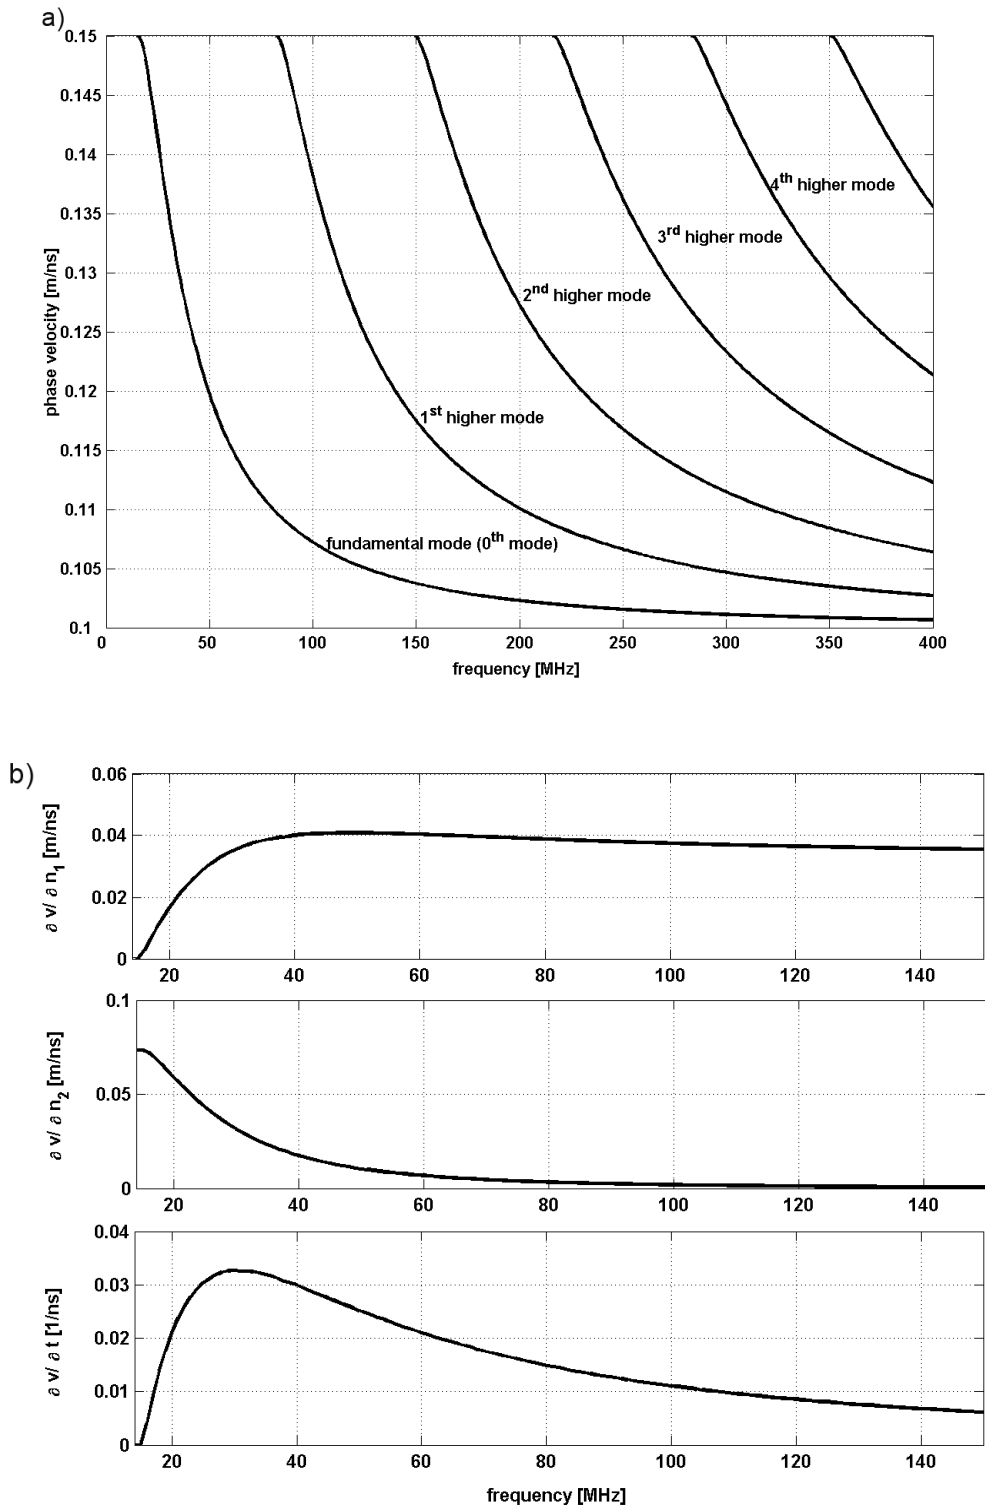 a)
0.15
0.145
0.14
0.135
0.13
0.125
0.12
0.115
0.11
0.105
0.1
phase velocity [m/ns]
4th higher mode
3rd higher mode
2nd higher mode
1st higher mode
fundamental mode (0th mode)
0 50 100 150 200 250 300 350 400
frequency [MHz]
b)
0.06
0.04
0.02
0
∂ v/ ∂ n1 [m/ns]
20 40 60 80 100 120 140
0.1
0.05
0
∂ v/ ∂ n2 [m/ns]
20 40 60 80 100 120 140
0.04
0.03
0.02
0.01
0
∂ v/ ∂ t [1/ns]
20 40 60 80 100 120 140
frequency [MHz]